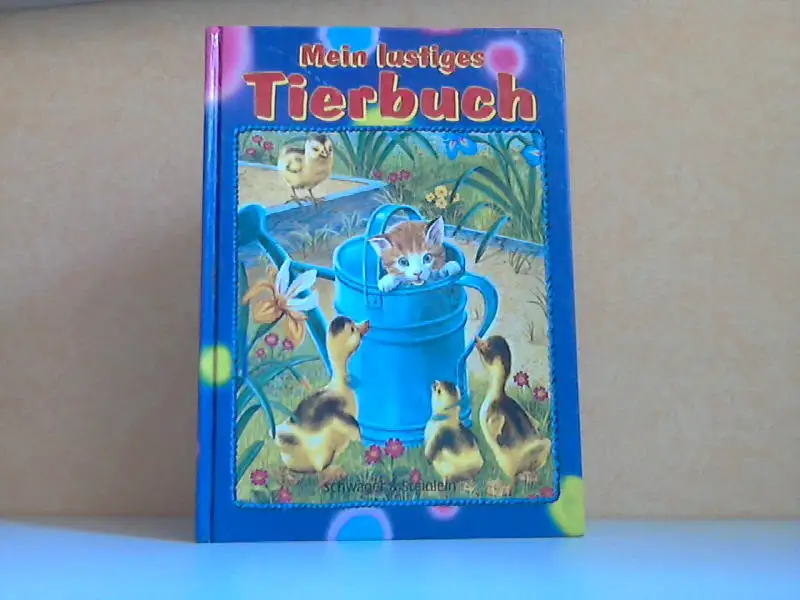 Mein lustiges
Tierbuch
schwager & steinlein